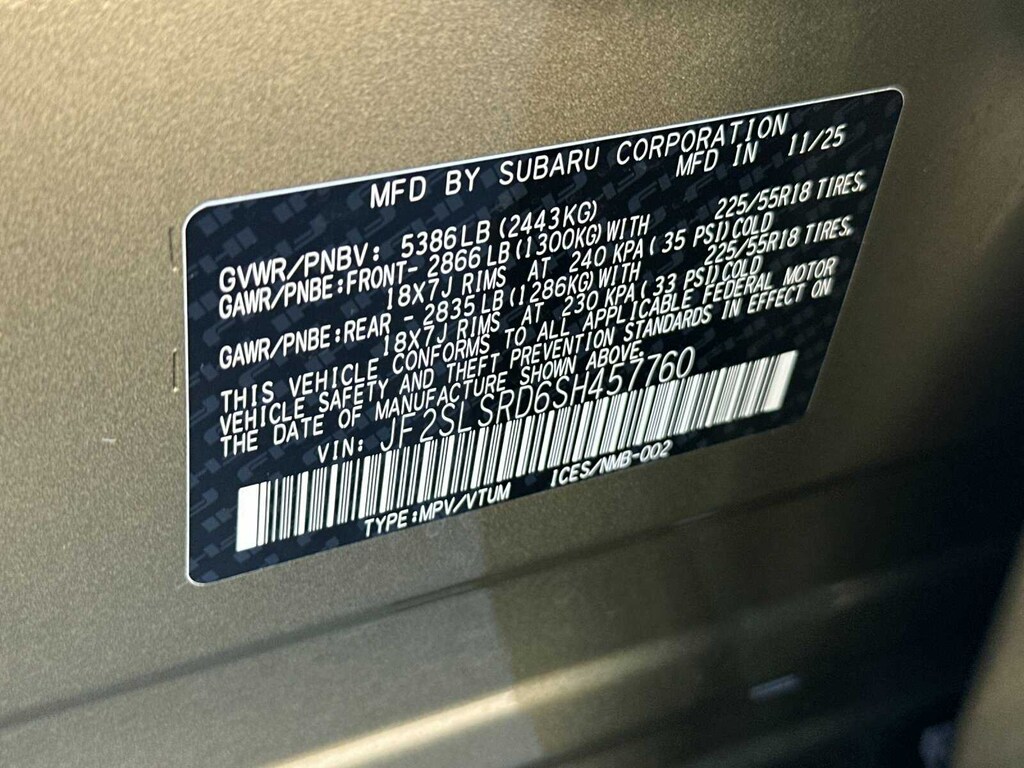 MFD BY SUBARU CORPORATION
MFD IN 11/25
GVWR/PNBV: 5386LB(2443KG)
GAWR/PNBE:FRONT- 2866LB(1300KG)WITH 225/55R18 TIRES,
18X7J RIMS AT 240 KPA(35 PSI)COLD
GAWR/PNBE:REAR - 2835LB(1286KG)WITH 225/55R18 TIRES,
18X7J RIMS AT 230 KPA(33 PSI)COLD
THIS VEHICLE CONFORMS TO ALL APPLICABLE FEDERAL MOTOR
VEHICLE SAFETY AND THEFT PREVENTION STANDARDS IN EFFECT ON
THE DATE OF MANUFACTURE SHOWN ABOVE.
VIN: JF2SLSRD6SH457760
TYPE:MPV/VTUM ICES/NMB-002